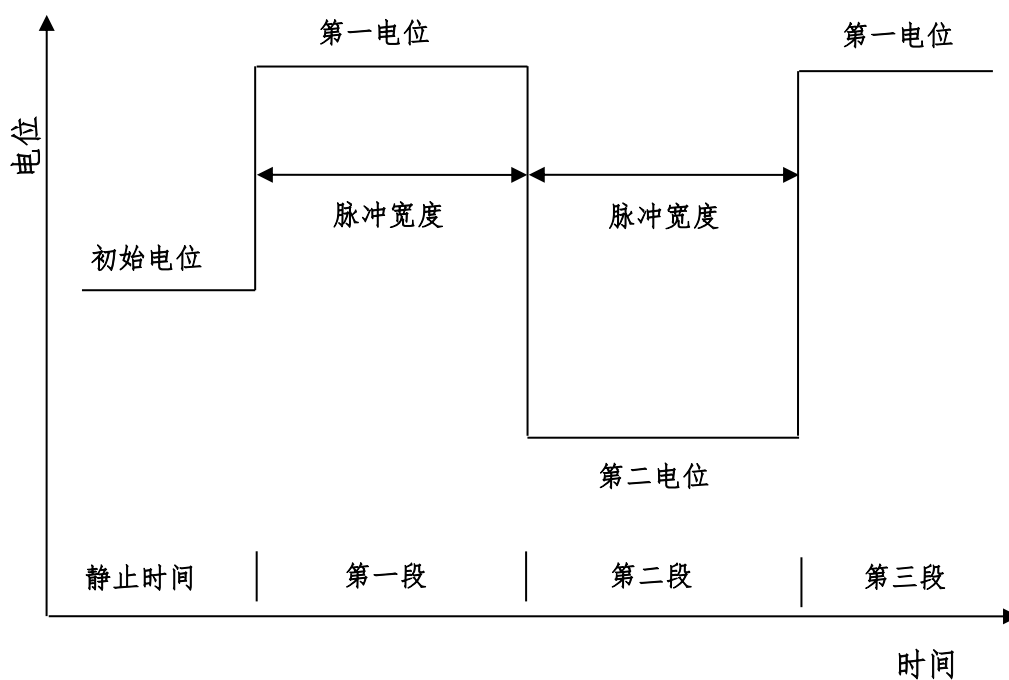 第一电位
第一电位
电位
脉冲宽度
脉冲宽度
初始电位
第二电位
静止时间
第一段
第二段
第三段
时间